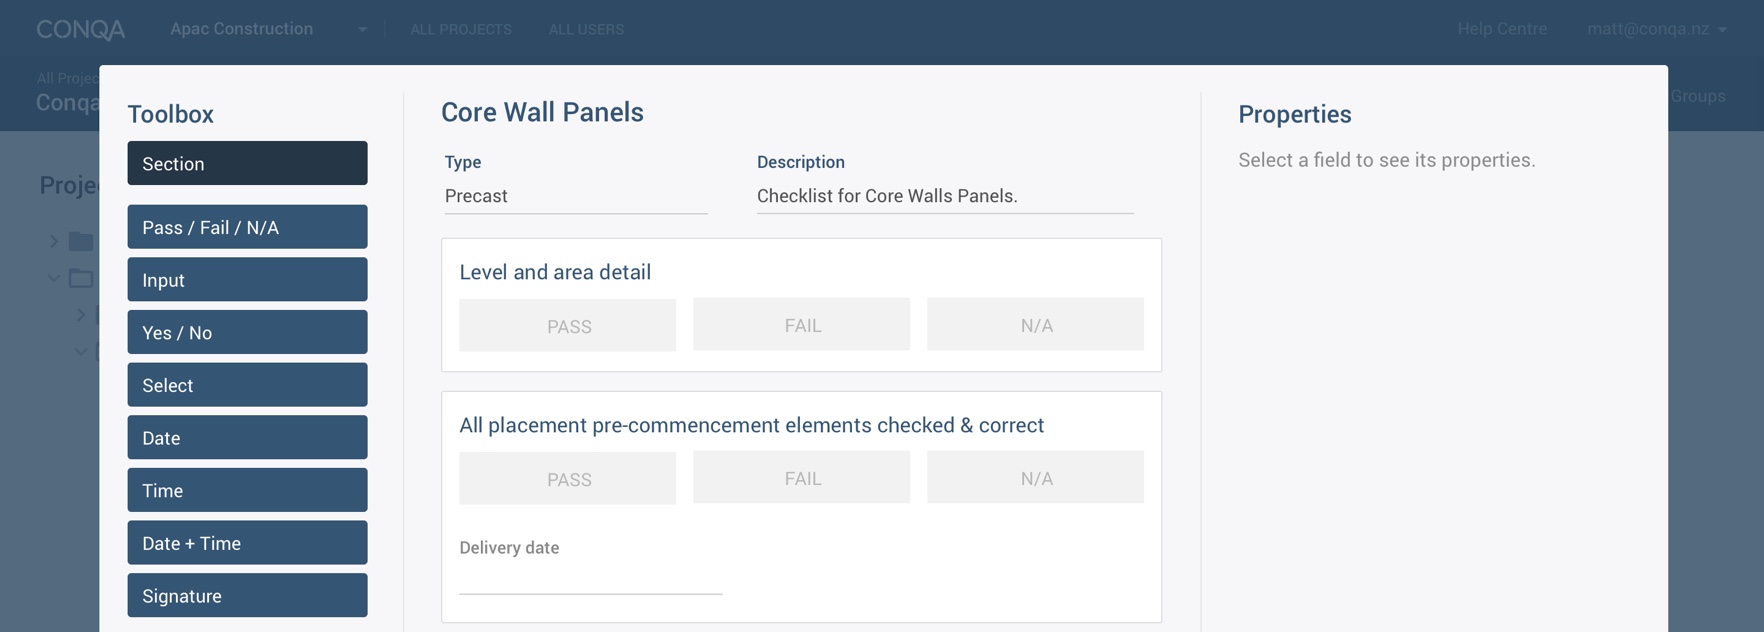 CONQA
Apac Construction
ALL PROJECTS
ALL USERS
Help Centre
matt@conqa.nz
All Projec
Conqa
Groups
Projec
Toolbox
Section
Pass / Fail / N/A
Input
Yes / No
Select
Date
Time
Date + Time
Signature
Core Wall Panels
Type
Description
Precast
Checklist for Core Walls Panels.
Level and area detail
PASS
FAIL
N/A
All placement pre-commencement elements checked & correct
PASS
FAIL
N/A
Delivery date
Properties
Select a field to see its properties.